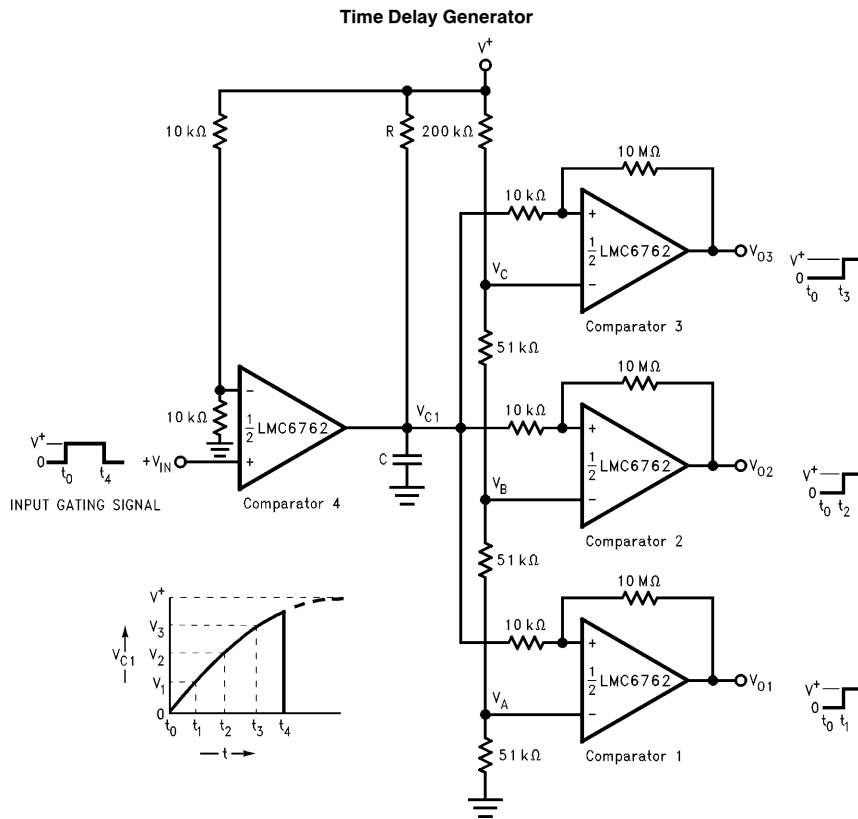 Time Delay Generator
V+
10 kΩ
R
200 kΩ
10 MΩ
10 kΩ
+
1/2 LMC6762
VO3
V+
0
t0 t3
VC
−
Comparator 3
51 kΩ
10 MΩ
10 kΩ
+
1/2 LMC6762
VO2
V+
0
t0 t2
VB
−
Comparator 2
10 kΩ
−
1/2 LMC6762
VC1
C
V+
0
t0 t4
+VIN
+
INPUT GATING SIGNAL
Comparator 4
51 kΩ
10 MΩ
10 kΩ
+
1/2 LMC6762
VO1
V+
0
t0 t1
VA
−
Comparator 1
51 kΩ
V+
V3
VC1
V2
V1
0
t0 t1 t2 t3 t4
t